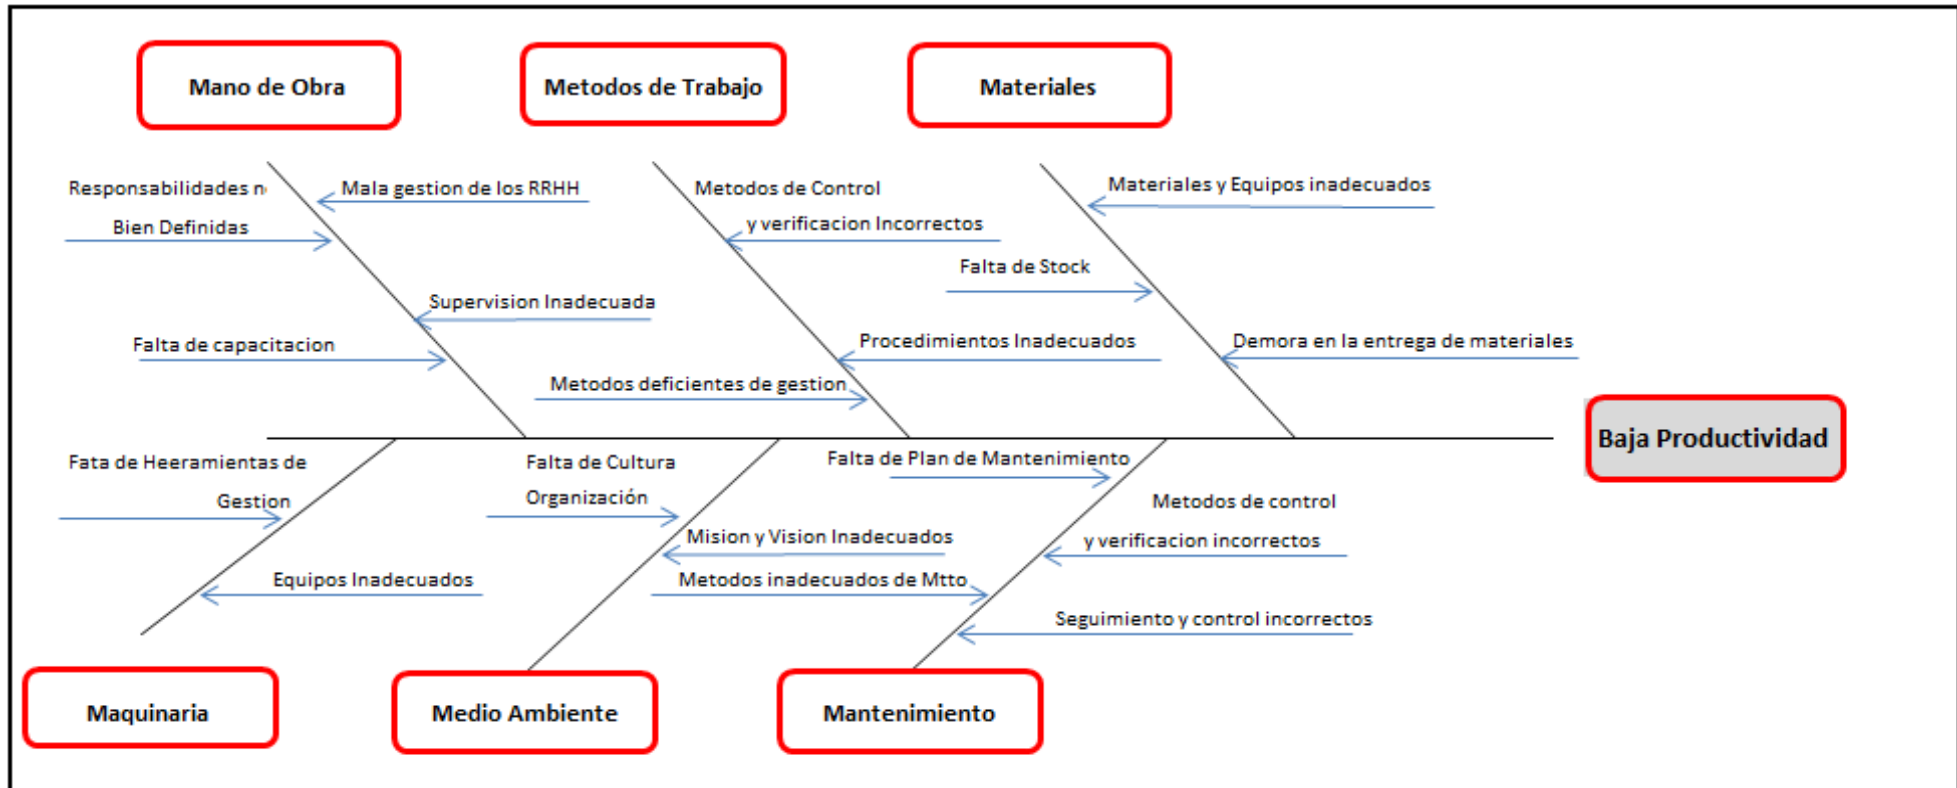 Mano de Obra
Metodos de Trabajo
Materiales
Responsabilidades no
Bien Definidas
Mala gestion de los RRHH
Supervision Inadecuada
Falta de capacitacion
Metodos de Control
y verificacion Incorrectos
Procedimientos Inadecuados
Metodos deficientes de gestion
Materiales y Equipos inadecuados
Falta de Stock
Demora en la entrega de materiales
Baja Productividad
Fata de Heeramientas de
Gestion
Equipos Inadecuados
Falta de Cultura
Organización
Mision y Vision Inadecuados
Falta de Plan de Mantenimiento
Metodos de control
y verificacion incorrectos
Metodos inadecuados de Mtto
Seguimiento y control incorrectos
Maquinaria
Medio Ambiente
Mantenimiento